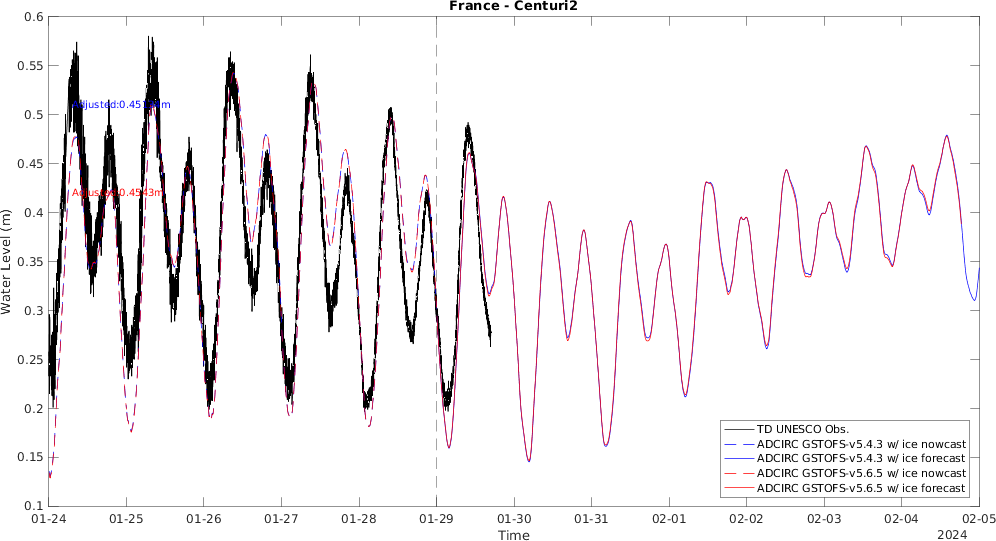 France - Centuri2
0.6
0.55
0.5
0.45
0.4
0.35
0.3
0.25
0.2
0.15
0.1
Water Level (m)
Adjusted:0.4543m
01-24
01-25
01-26
01-27
01-28
01-29
01-30
01-31
02-01
02-02
02-03
02-04
02-05
Time
2024
TD UNESCO Obs.
ADCIRC GSTOFS-v5.4.3 w/ ice nowcast
ADCIRC GSTOFS-v5.4.3 w/ ice forecast
ADCIRC GSTOFS-v5.6.5 w/ ice nowcast
ADCIRC GSTOFS-v5.6.5 w/ ice forecast